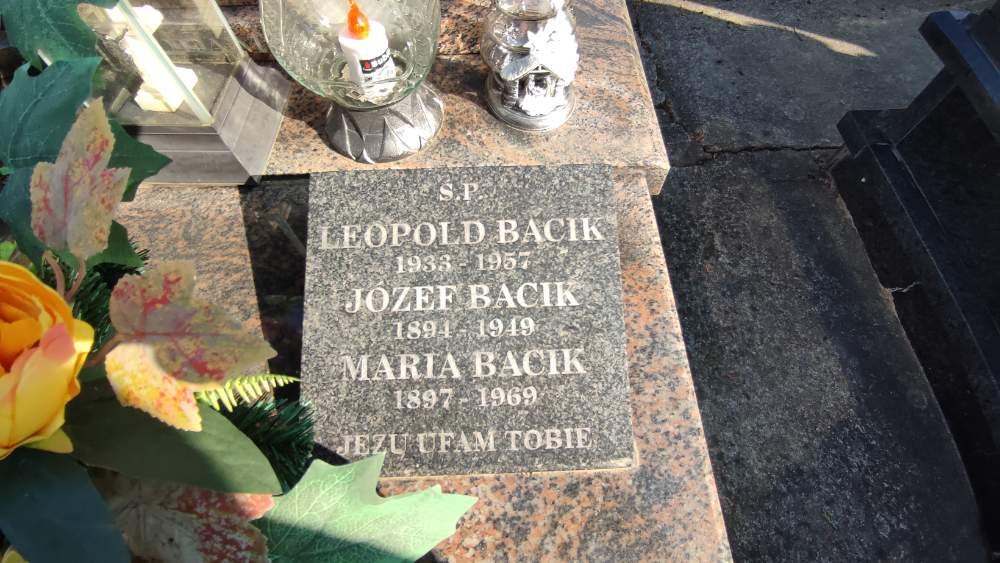 S.P.
LEOPOLD BACIK
1933 - 1957
JÓZEF BACIK
1894 - 1949
MARIA BACIK
1897 - 1969
JEZU UFAM TOBIE